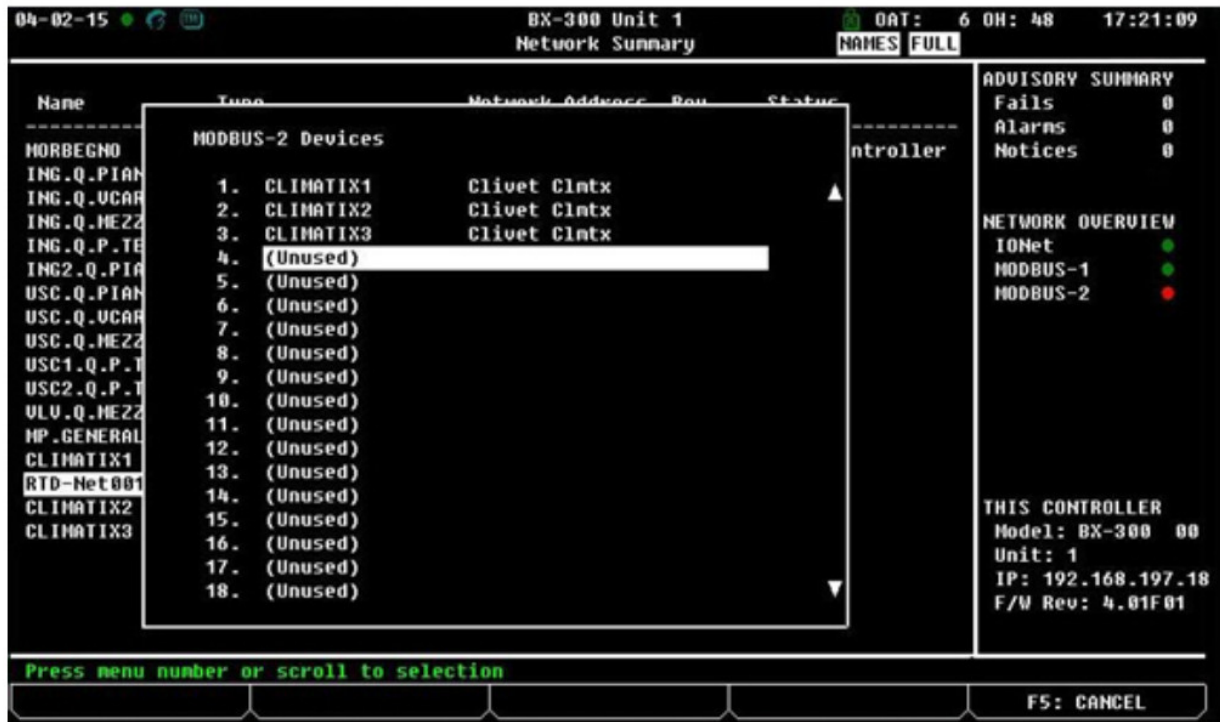 04-02-15 BX-300 Unit 1 OAT: 6 OH: 48 17:21:09
Network Summary NAMES FULL
Name Type Network Address Rev Status
MORBEGNO ntroller
ING.Q.PIAN
ING.Q.VCAR
ING.Q.MEZZ
ING.Q.P.TE
ING2.Q.PIA
USC.Q.PIAN
USC.Q.VCAR
USC.Q.MEZZ
USC1.Q.P.T
USC2.Q.P.T
VLV.Q.MEZZ
MP.GENERAL
CLIMATIX1
RTD-Net001
CLIMATIX2
CLIMATIX3
MODBUS-2 Devices
1. CLIMATIX1 Clivet Clmtx
2. CLIMATIX2 Clivet Clmtx
3. CLIMATIX3 Clivet Clmtx
4. (Unused)
5. (Unused)
6. (Unused)
7. (Unused)
8. (Unused)
9. (Unused)
10. (Unused)
11. (Unused)
12. (Unused)
13. (Unused)
14. (Unused)
15. (Unused)
16. (Unused)
17. (Unused)
18. (Unused)
ADVISORY SUMMARY
Fails 0
Alarms 0
Notices 0
NETWORK OVERVIEW
IONet
MODBUS-1
MODBUS-2
THIS CONTROLLER
Model: BX-300 00
Unit: 1
IP: 192.168.197.18
F/W Rev: 4.01F01
Press menu number or scroll to selection
F5: CANCEL